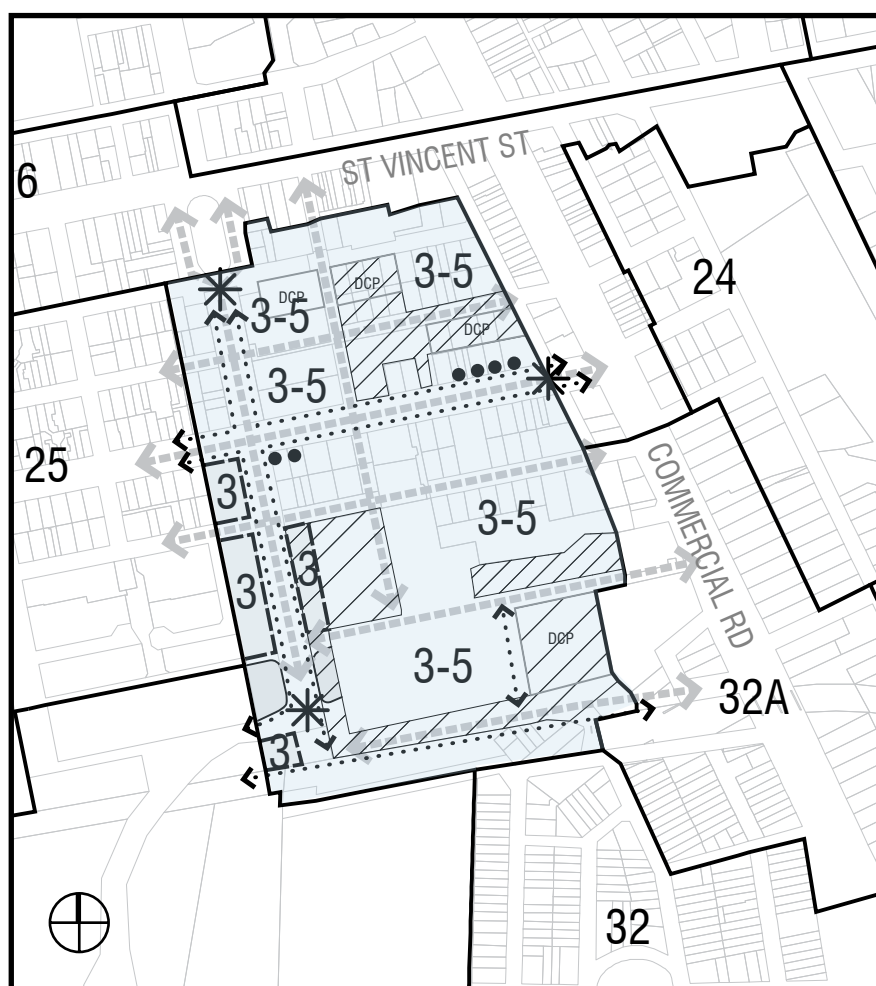 ST VINCENT ST
6
3-5
DCP
24
DCP
3-5
DCP
3-5
25
COMMERCIAL RD
3
3-5
3
3
DCP
3-5
32A
3
32